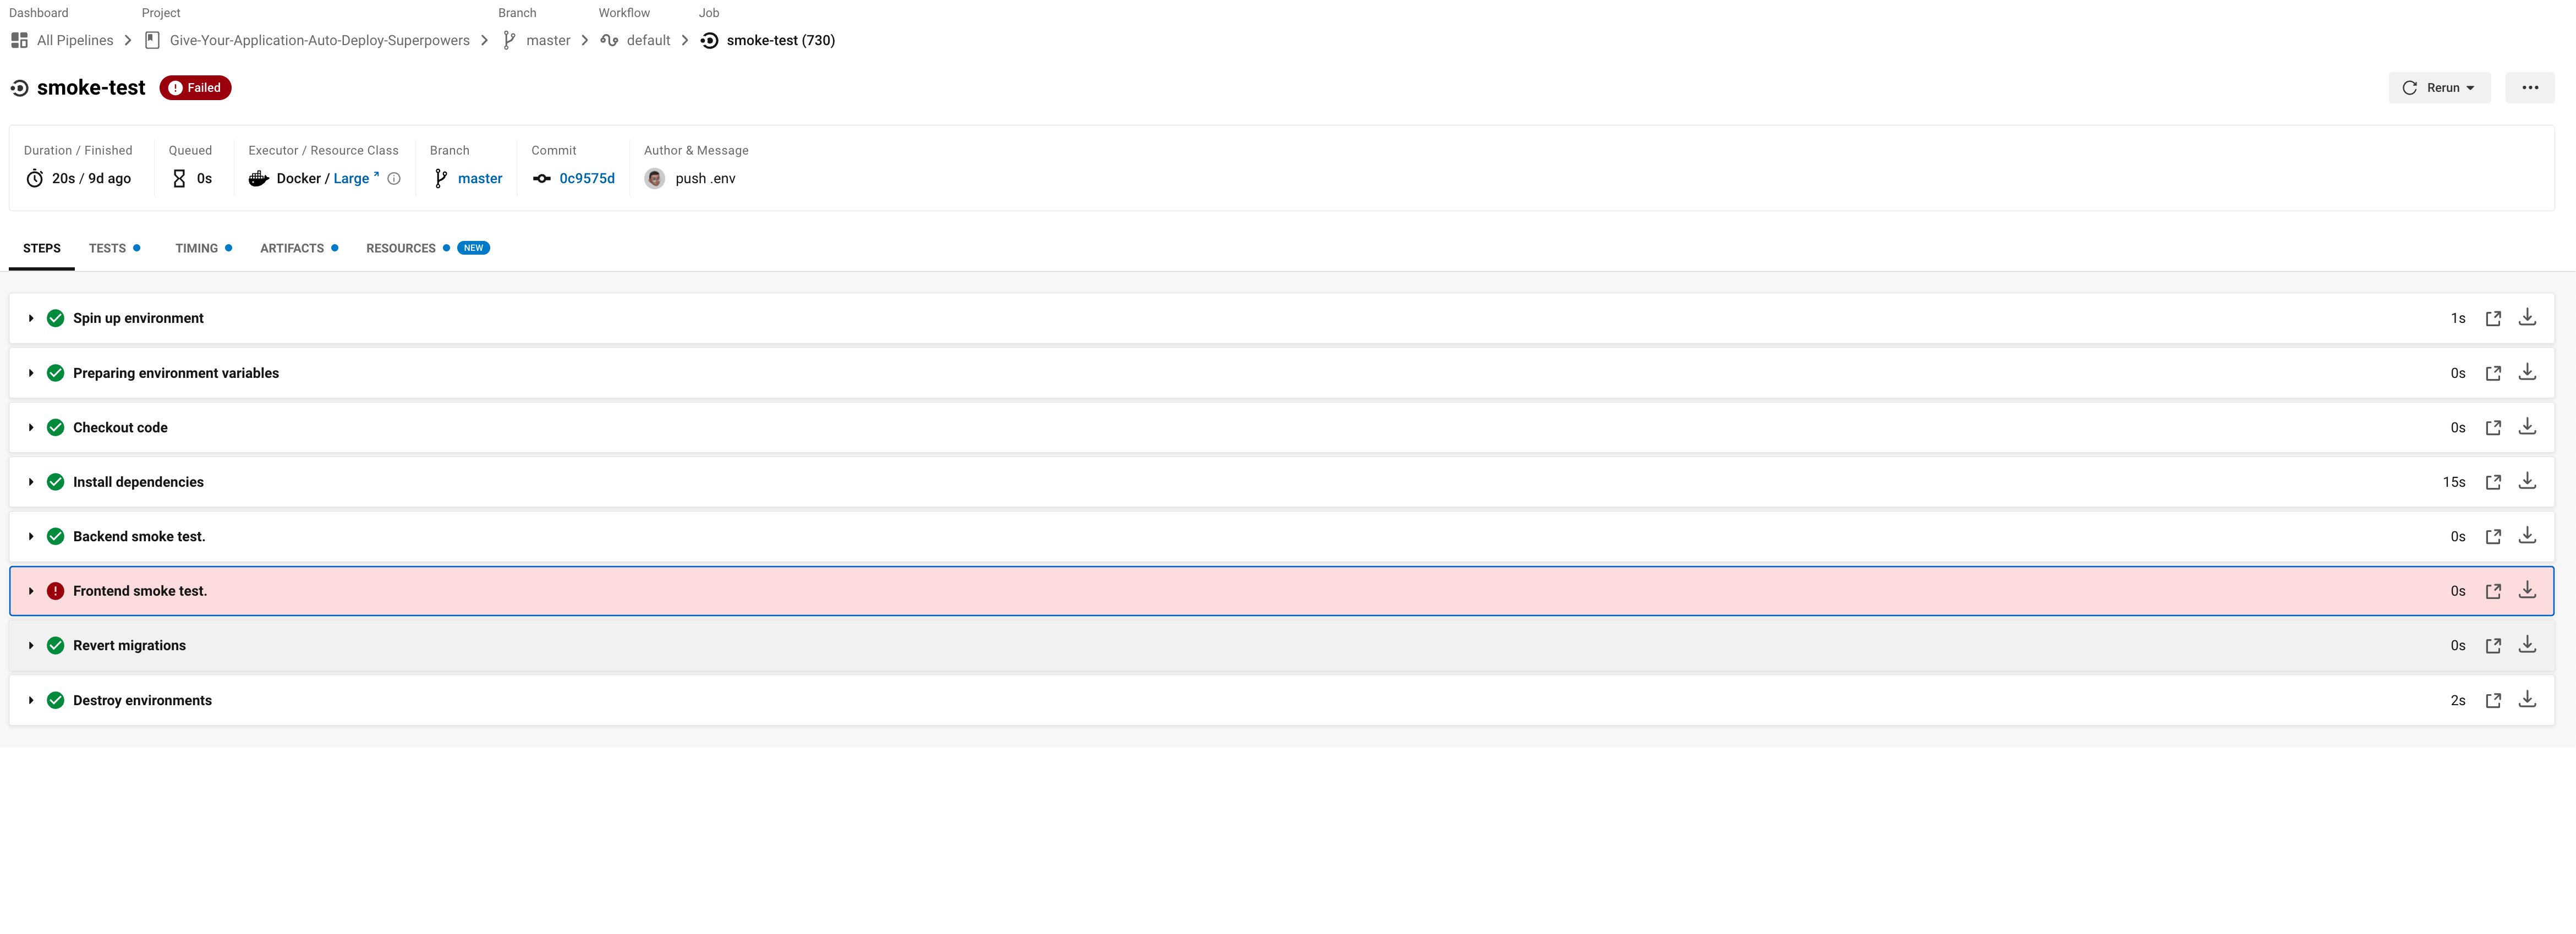 Dashboard Project Branch Workflow Job
All Pipelines Give-Your-Application-Auto-Deploy-Superpowers master default smoke-test (730)
smoke-test Failed Rerun
Duration / Finished Queued Executor / Resource Class Branch Commit Author & Message
20s / 9d ago 0s Docker / Large master 0c9575d push .env
STEPS TESTS TIMING ARTIFACTS RESOURCES NEW
Spin up environment 1s
Preparing environment variables 0s
Checkout code 0s
Install dependencies 15s
Backend smoke test. 0s
Frontend smoke test. 0s
Revert migrations 0s
Destroy environments 2s